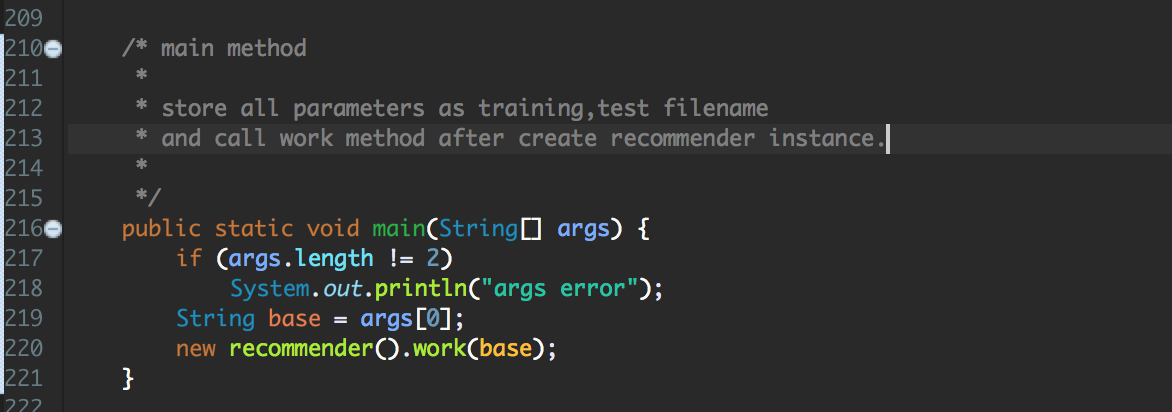 209
210 /* main method
211 *
212 * store all parameters as training,test filename
213 * and call work method after create recommender instance.
214 *
215 */
216 public static void main(String[] args) {
217 if (args.length != 2)
218 System.out.println("args error");
219 String base = args[0];
220 new recommender().work(base);
221 }
222